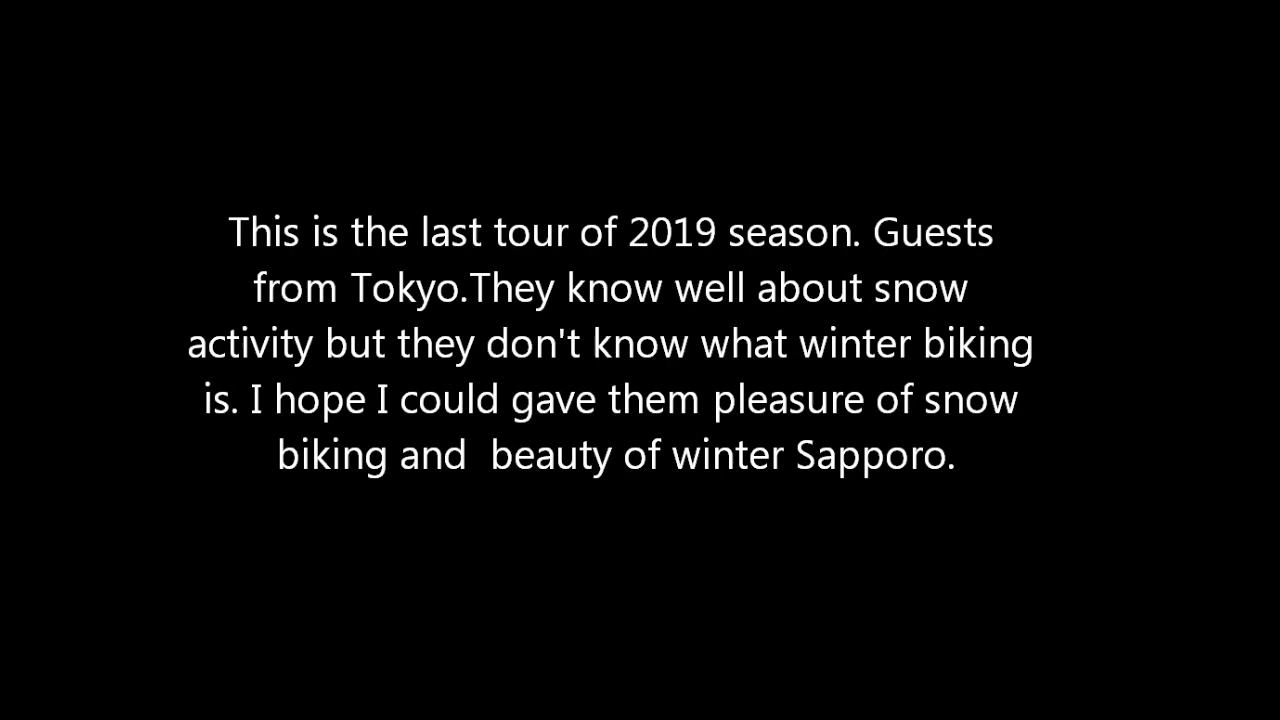 This is the last tour of 2019 season. Guests
from Tokyo.They know well about snow
activity but they don't know what winter biking
is. I hope I could gave them pleasure of snow
biking and  beauty of winter Sapporo.